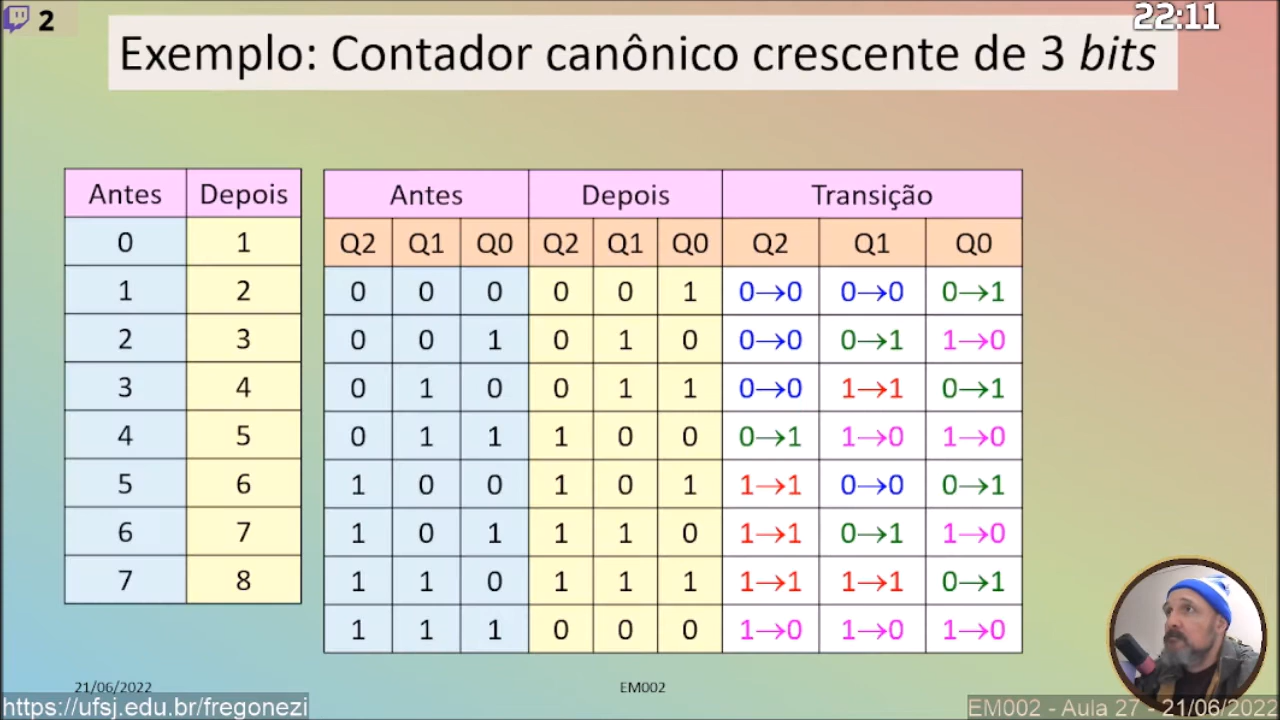 2
22:11
Exemplo: Contador canônico crescente de 3 bits
Antes Depois
0 1
1 2
2 3
3 4
4 5
5 6
6 7
7 8
Antes Depois Transição
Q2 Q1 Q0 Q2 Q1 Q0 Q2 Q1 Q0
0 0 0 0 0 1 0→0 0→0 0→1
0 0 1 0 1 0 0→0 0→1 1→0
0 1 0 0 1 1 0→0 1→1 0→1
0 1 1 1 0 0 0→1 1→0 1→0
1 0 0 1 0 1 1→1 0→0 0→1
1 0 1 1 1 0 1→1 0→1 1→0
1 1 0 1 1 1 1→1 1→1 0→1
1 1 1 0 0 0 1→0 1→0 1→0
21/06/2022
EM002
https://ufsj.edu.br/fregonezi
EM002 - Aula 27 - 21/06/2022